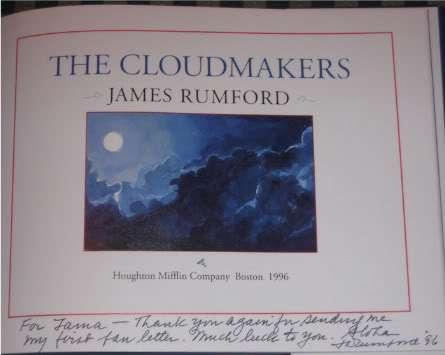 THE CLOUDMAKERS
JAMES RUMFORD
Houghton Mifflin Company Boston 1996
For Tama — Thank you again for sending me
my first fan letter. Much luck to you. Aloha
JRumford '96